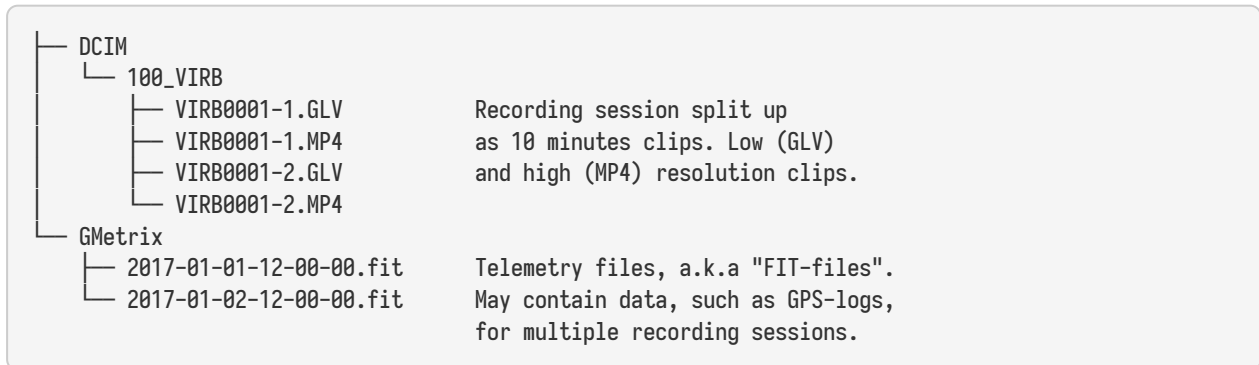 ├── DCIM
│   └── 100_VIRB
│       ├── VIRB0001-1.GLV        Recording session split up
│       ├── VIRB0001-1.MP4        as 10 minutes clips. Low (GLV)
│       ├── VIRB0001-2.GLV        and high (MP4) resolution clips.
│       └── VIRB0001-2.MP4
└── GMetrix
    ├── 2017-01-01-12-00-00.fit   Telemetry files, a.k.a "FIT-files".
    └── 2017-01-02-12-00-00.fit   May contain data, such as GPS-logs,
                                  for multiple recording sessions.